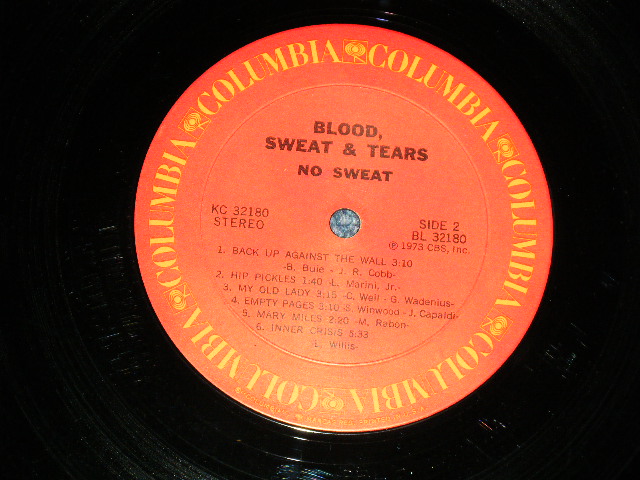 COLUMBIA COLUMBIA COLUMBIA COLUMBIA COLUMBIA COLUMBIA
BLOOD,
SWEAT & TEARS
NO SWEAT
KC 32180
STEREO
SIDE 2
BL 32180
℗ 1973 CBS, Inc.
1. BACK UP AGAINST THE WALL 3:10
-B. Buie - J. R. Cobb-
2. HIP PICKLES 1:40 -L. Marini, Jr.-
3. MY OLD LADY 3:15 -C. Weil - G. Wadenius-
4. EMPTY PAGES 3:10 -S. Winwood - J. Capaldi-
5. MARY MILES 2:20 -M. Rabon-
6. INNER CRISIS 5:33
-L. Willis-